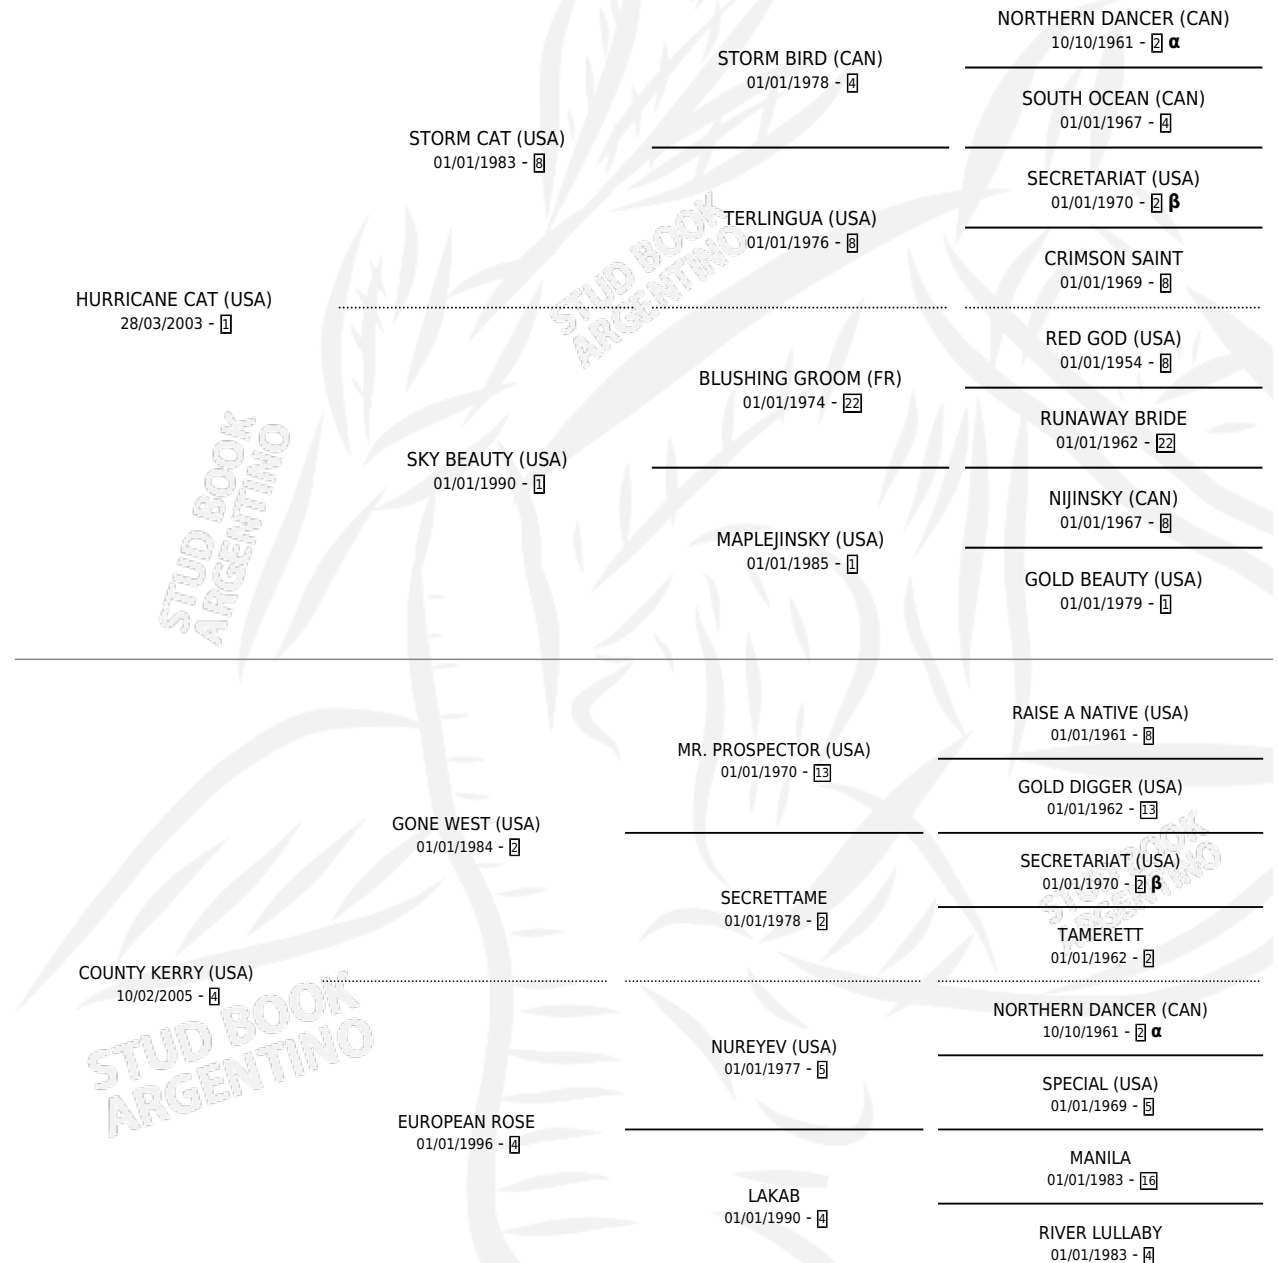 NORTHERN DANCER (CAN)
10/10/1961 - 2 α
STORM BIRD (CAN)
01/01/1978 - 4
SOUTH OCEAN (CAN)
01/01/1967 - 4
STORM CAT (USA)
01/01/1983 - 8
SECRETARIAT (USA)
01/01/1970 - 2 β
TERLINGUA (USA)
01/01/1976 - 8
CRIMSON SAINT
01/01/1969 - 8
STUD BOOK
ARGENTINO
HURRICANE CAT (USA)
28/03/2003 - 1
RED GOD (USA)
01/01/1954 - 8
BLUSHING GROOM (FR)
01/01/1974 - 22
RUNAWAY BRIDE
01/01/1962 - 22
SKY BEAUTY (USA)
01/01/1990 - 1
STUD BOOK
ARGENTINO
NIJINSKY (CAN)
01/01/1967 - 8
MAPLEJINSKY (USA)
01/01/1985 - 1
GOLD BEAUTY (USA)
01/01/1979 - 1
RAISE A NATIVE (USA)
01/01/1961 - 8
MR. PROSPECTOR (USA)
01/01/1970 - 13
GOLD DIGGER (USA)
01/01/1962 - 13
GONE WEST (USA)
01/01/1984 - 2
SECRETARIAT (USA)
01/01/1970 - 2 β
STUD BOOK
ARGENTINO
SECRETTAME
01/01/1978 - 2
TAMERETT
01/01/1962 - 2
COUNTY KERRY (USA)
10/02/2005 - 4
STUD BOOK
ARGENTINO
NORTHERN DANCER (CAN)
10/10/1961 - 2 α
NUREYEV (USA)
01/01/1977 - 5
SPECIAL (USA)
01/01/1969 - 5
EUROPEAN ROSE
01/01/1996 - 4
MANILA
01/01/1983 - 16
LAKAB
01/01/1990 - 4
RIVER LULLABY
01/01/1983 - 4